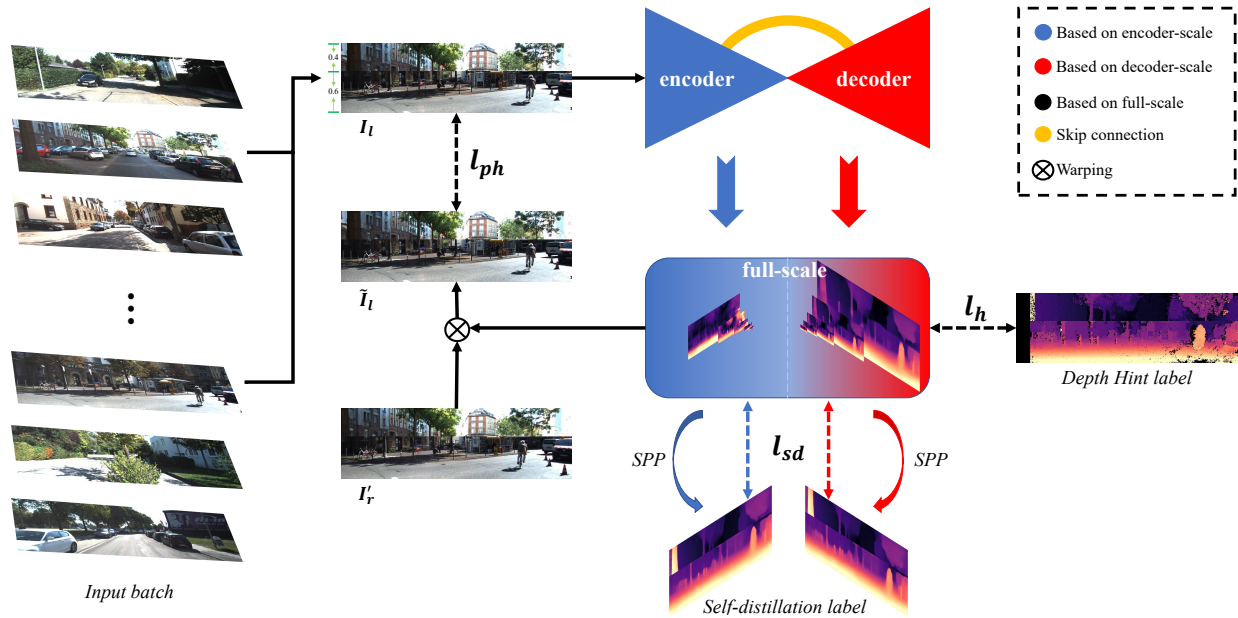 0.4
0.6
I_l
l_ph
Ĩ_l
I'_r
Input batch
encoder
decoder
full-scale
l_h
Depth Hint label
SPP
l_sd
SPP
Self-distillation label
Based on encoder-scale
Based on decoder-scale
Based on full-scale
Skip connection
Warping